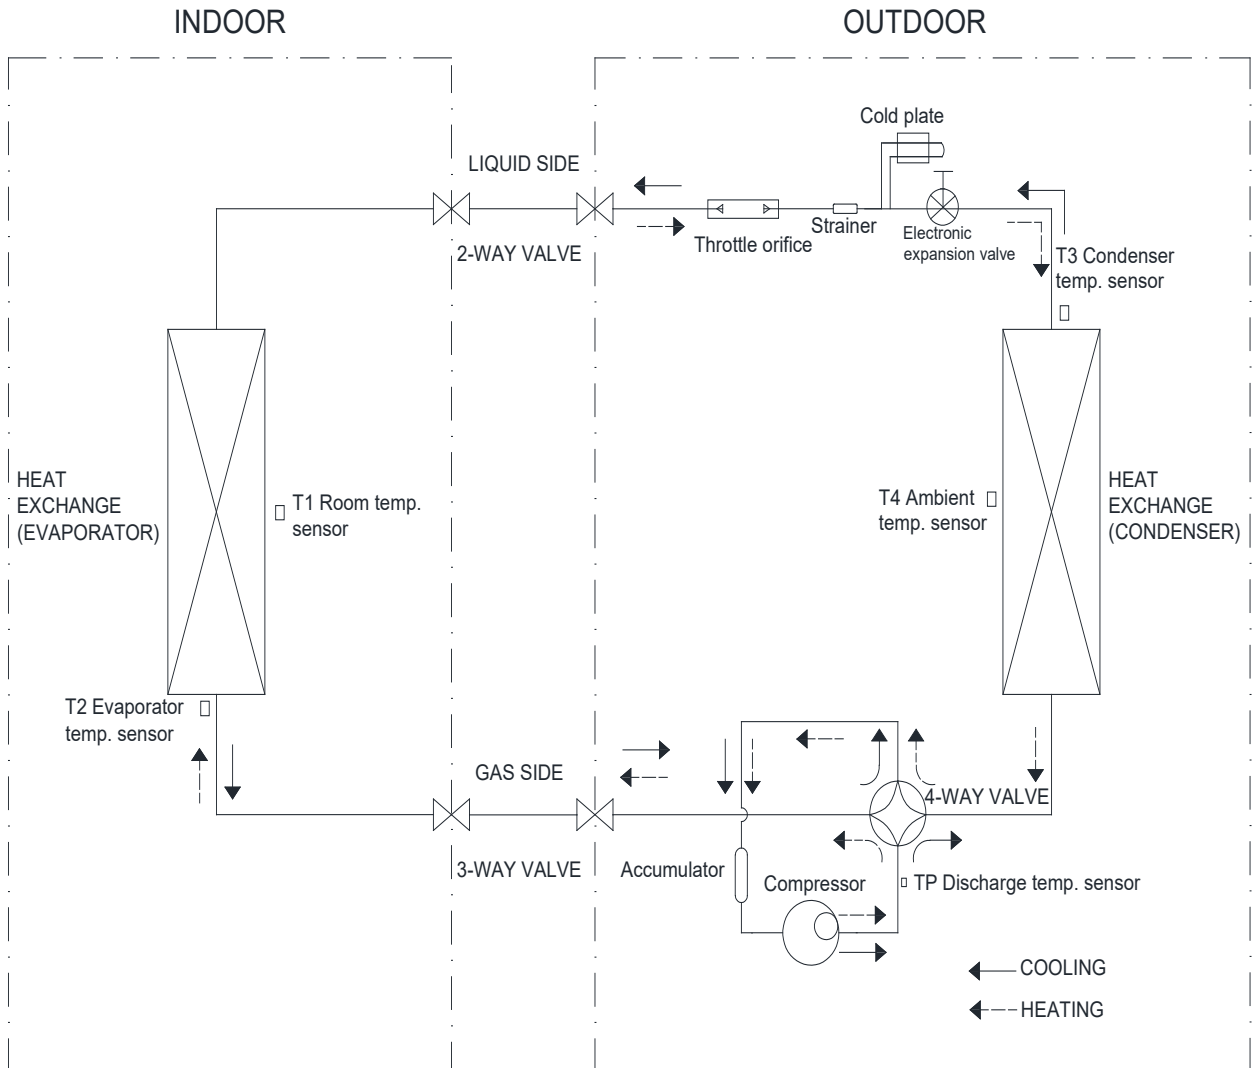 INDOOR
OUTDOOR
Cold plate
LIQUID SIDE
Strainer
Throttle orifice
Electronic
expansion valve
2-WAY VALVE
T3 Condenser
temp. sensor
HEAT
EXCHANGE
(EVAPORATOR)
T1 Room temp.
sensor
T4 Ambient
temp. sensor
HEAT
EXCHANGE
(CONDENSER)
T2 Evaporator
temp. sensor
GAS SIDE
4-WAY VALVE
3-WAY VALVE
Accumulator
Compressor
TP Discharge temp. sensor
COOLING
HEATING